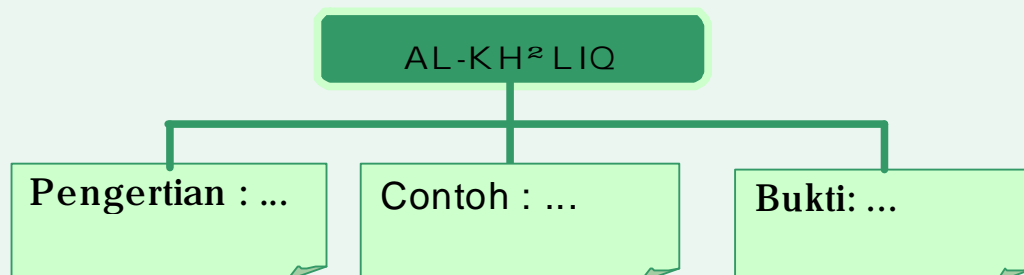 AL-KH²LIQ
Pengertian : ...
Contoh : ...
Bukti: ...